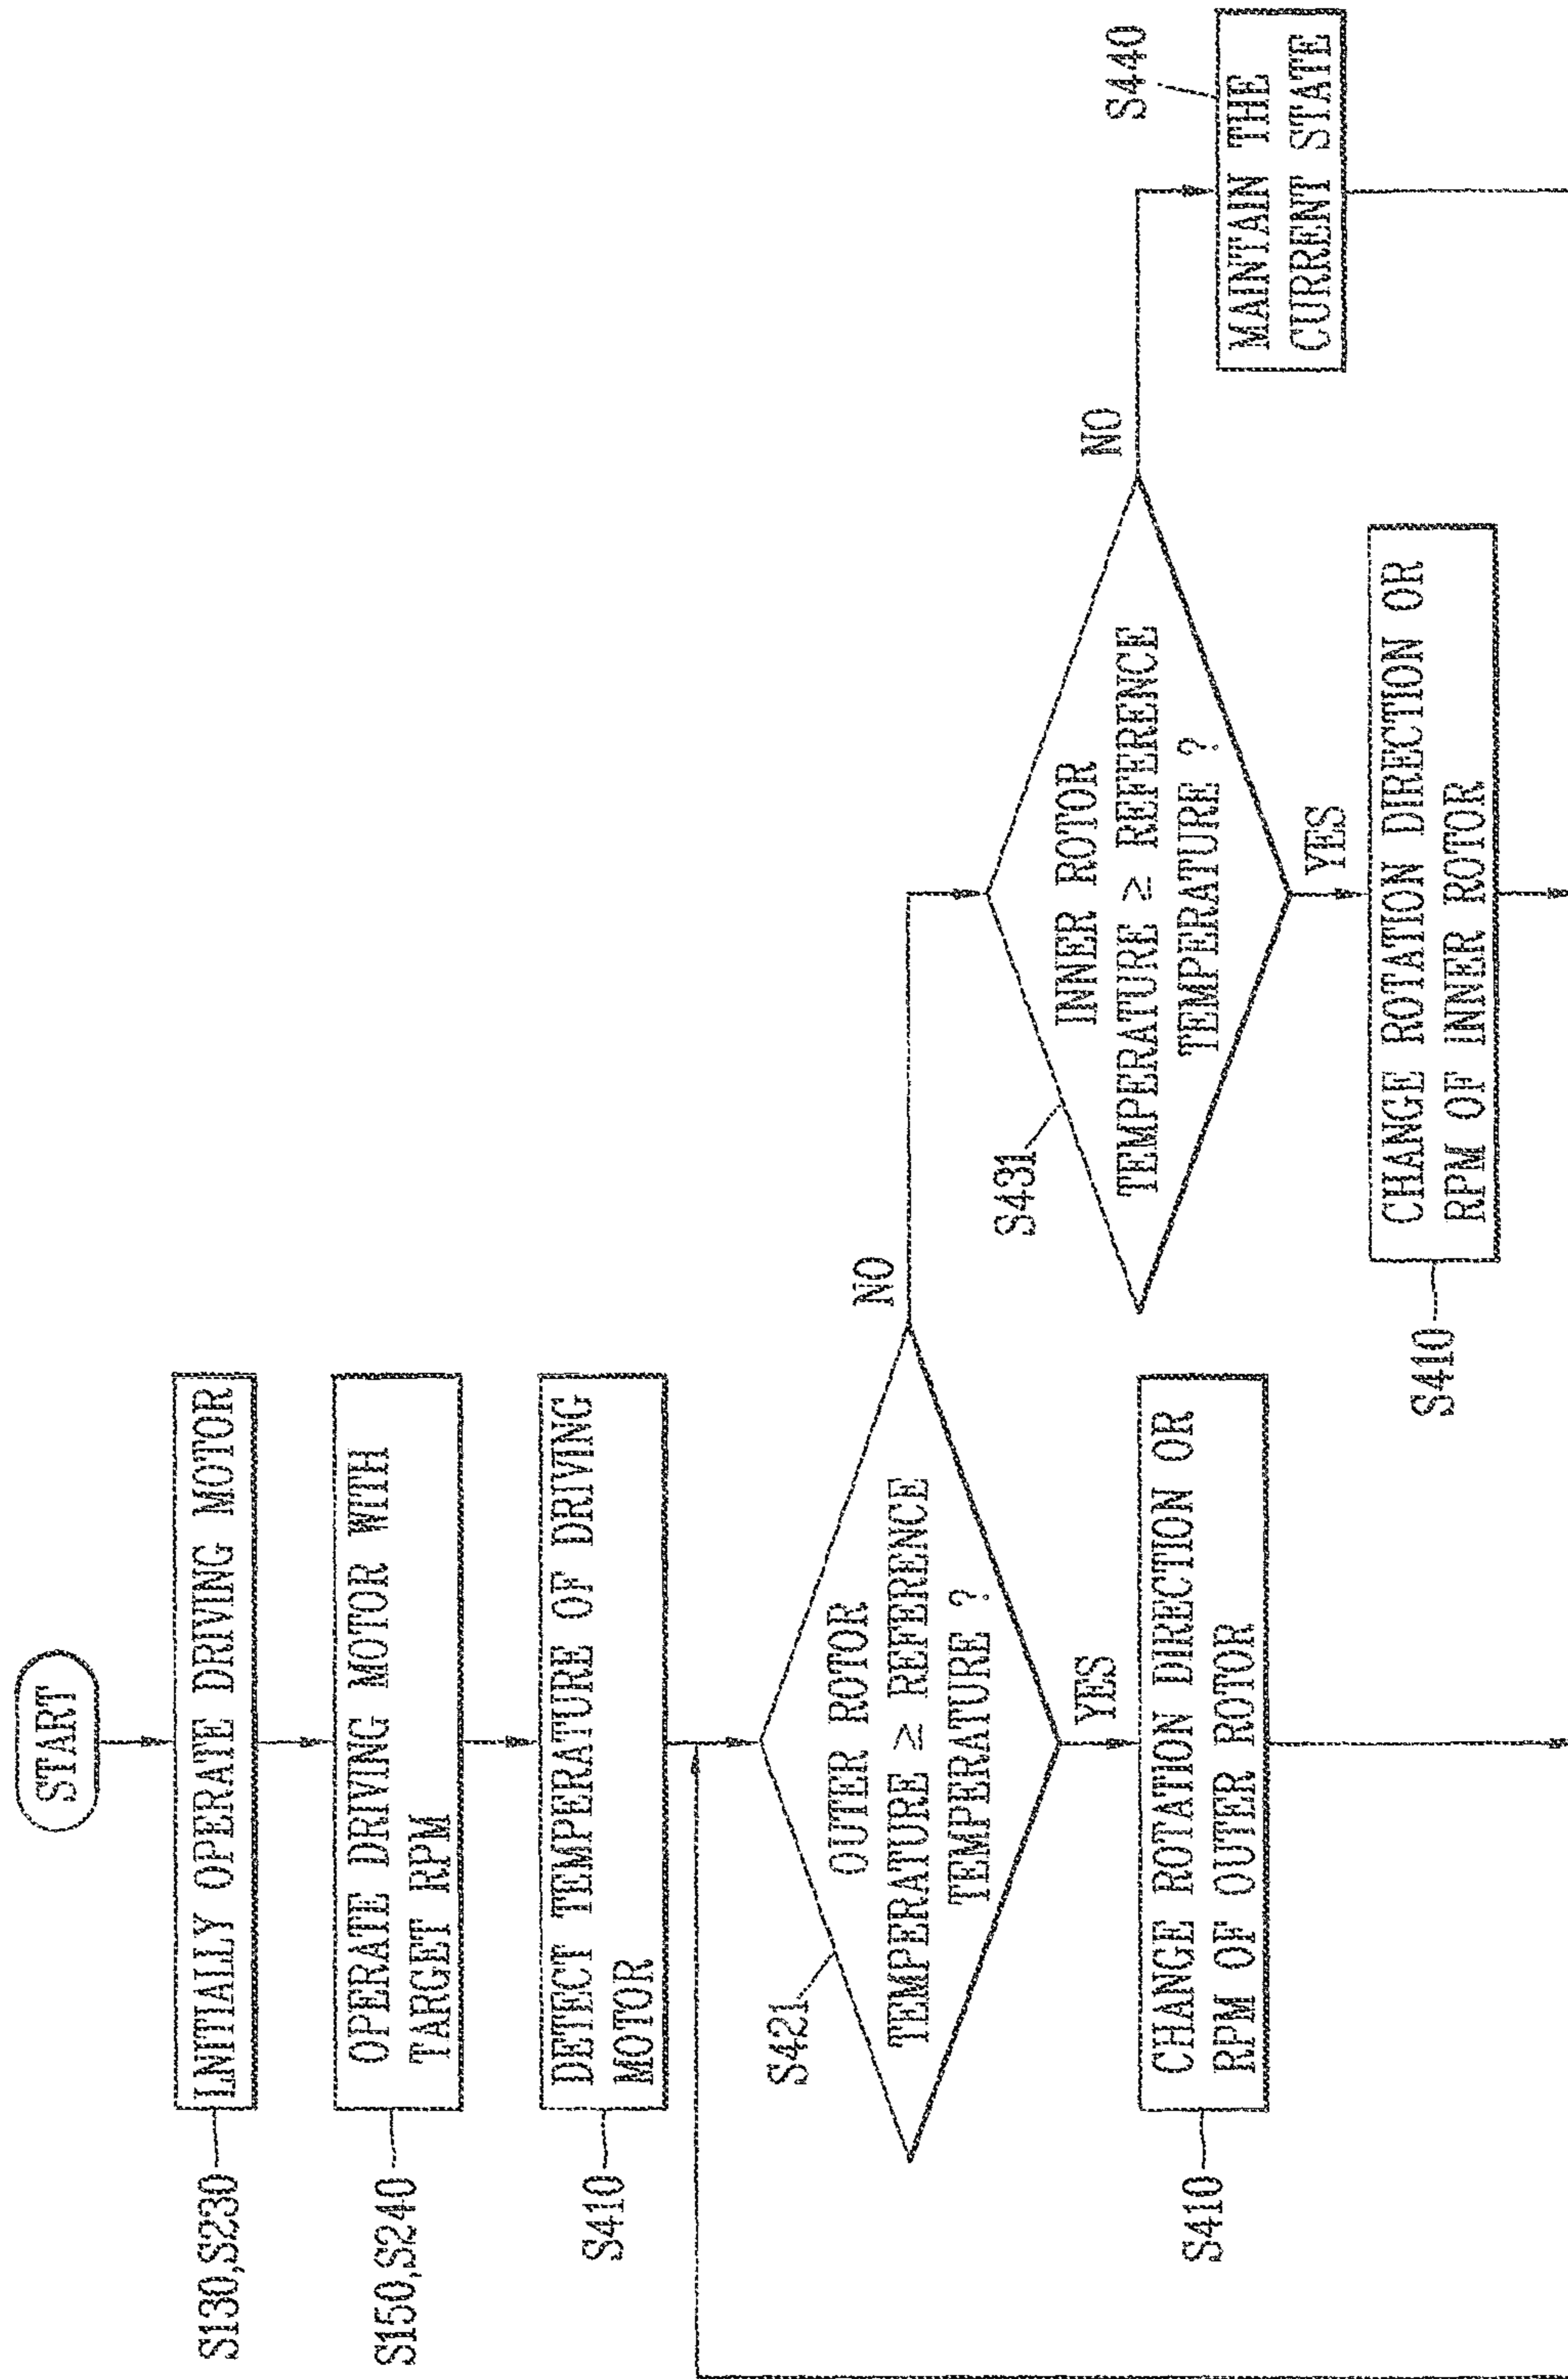 START
S130,S230
LNITIALLY OPERATE DRIVING MOTOR
S150,S240
OPERATE DRIVING MOTOR WITH
TARGET RPM
S410
DETECT TEMPERATURE OF DRIVING
MOTOR
S421
OUTER ROTOR
TEMPERATURE ≥ REFERENCE
TEMPERATURE ?
NO
YES
S410
CHANGE ROTATION DIRECTION OR
RPM OF OUTER ROTOR
S431
INNER ROTOR
TEMPERATURE ≥ REFERENCE
TEMPERATURE ?
NO
YES
S410
CHANGE ROTATION DIRECTION OR
RPM OF INNER ROTOR
S440
MAINTAIN THE
CURRENT STATE